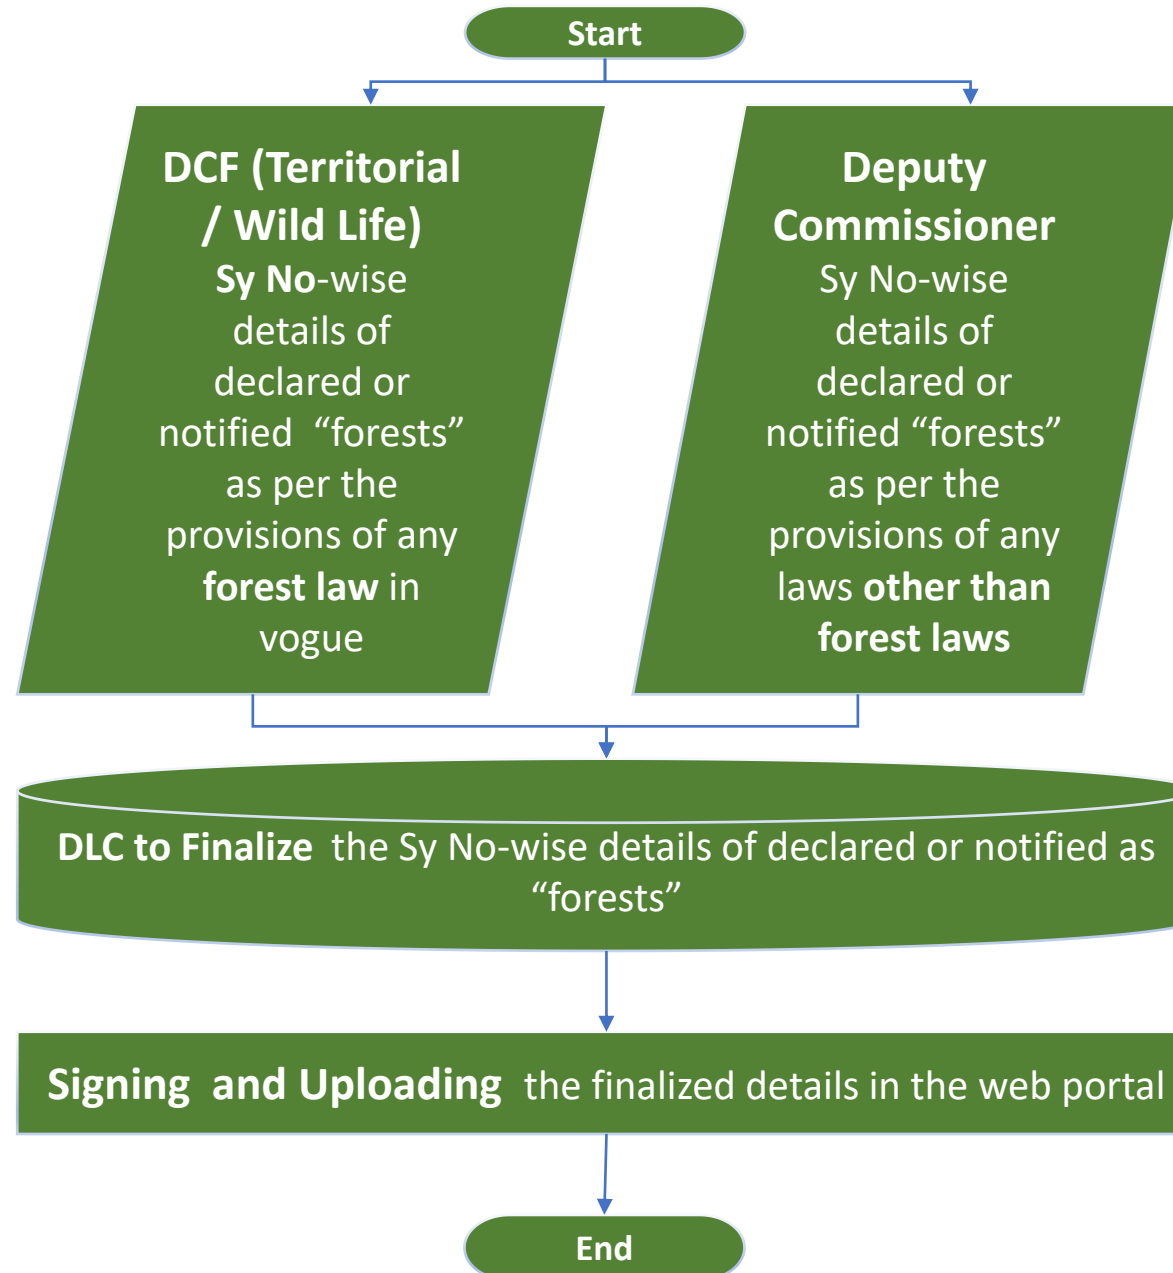 Start
DCF (Territorial
/ Wild Life)
Sy No-wise
details of
declared or
notified “forests”
as per the
provisions of any
forest law in
vogue
Deputy
Commissioner
Sy No-wise
details of
declared or
notified “forests”
as per the
provisions of any
laws other than
forest laws
DLC to Finalize the Sy No-wise details of declared or notified as
“forests”
Signing and Uploading the finalized details in the web portal
End